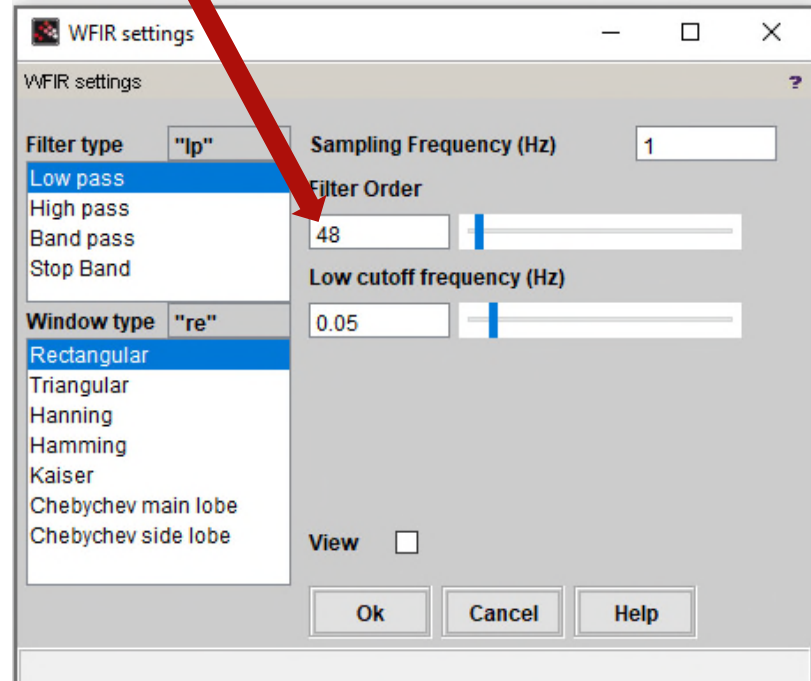 WFIR settings
WFIR settings ?
Filter type "lp"
Low pass
High pass
Band pass
Stop Band
Window type "re"
Rectangular
Triangular
Hanning
Hamming
Kaiser
Chebychev main lobe
Chebychev side lobe
Sampling Frequency (Hz) 1
Filter Order
48
Low cutoff frequency (Hz)
0.05
View
Ok Cancel Help